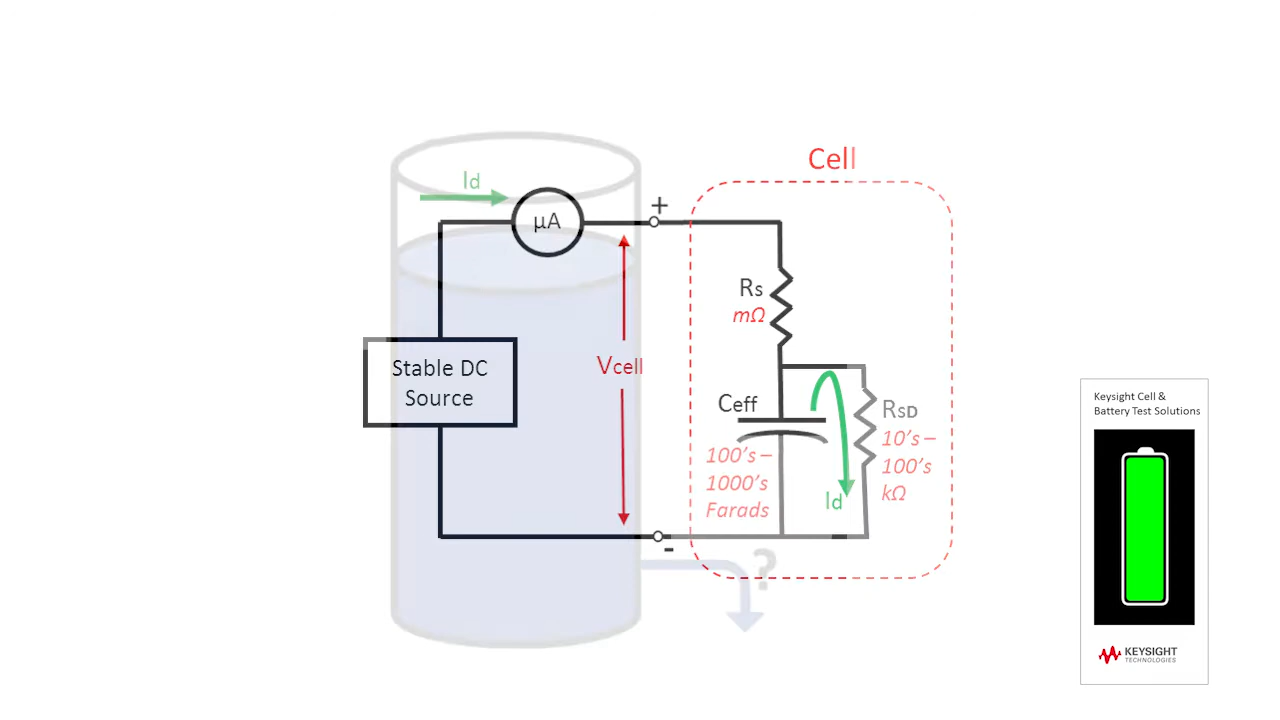 Cell
Id
+
µA
Rs
mΩ
Stable DC
Source
Vcell
Ceff
RSD
100's –
1000's
Farads
10's –
100's
kΩ
Id
-
?
Keysight Cell &
Battery Test Solutions
KEYSIGHT
TECHNOLOGIES